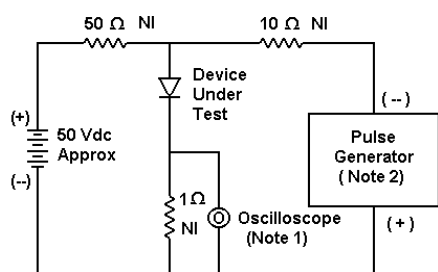 50 Ω NI
10 Ω NI
Device
Under
Test
(+)
50 Vdc
Approx
(--)
(--)
Pulse
Generator
( Note 2)
(+)
1Ω
NI
Oscilloscope
(Note 1)